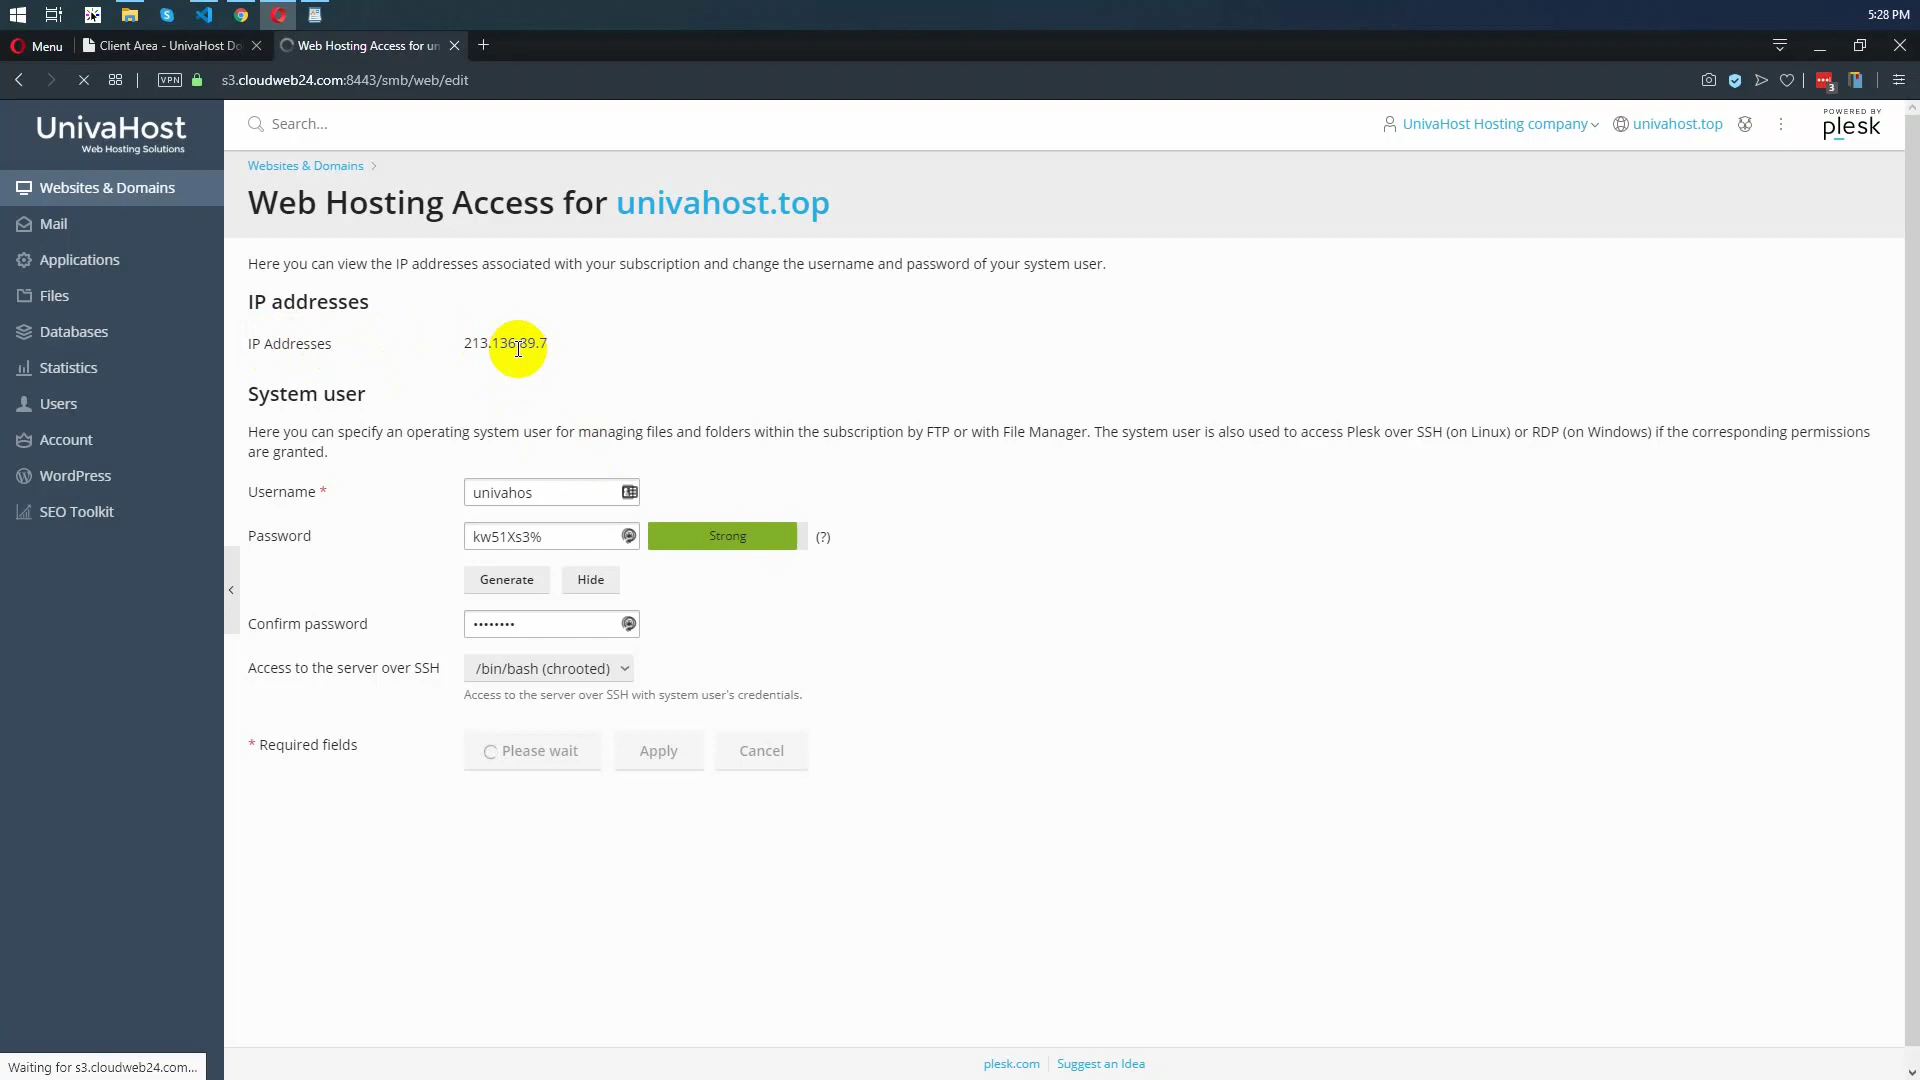 5:28 PM
Menu
Client Area - UnivaHost Do
Web Hosting Access for un
VPN
s3.cloudweb24.com:8443/smb/web/edit
3
UnivaHost
Web Hosting Solutions
Search...
UnivaHost Hosting company
univahost.top
POWERED BY
plesk
Websites & Domains
Mail
Applications
Files
Databases
Statistics
Users
Account
WordPress
SEO Toolkit
Websites & Domains >
Web Hosting Access for univahost.top
Here you can view the IP addresses associated with your subscription and change the username and password of your system user.
IP addresses
IP Addresses 213.136.89.7
System user
Here you can specify an operating system user for managing files and folders within the subscription by FTP or with File Manager. The system user is also used to access Plesk over SSH (on Linux) or RDP (on Windows) if the corresponding permissions
are granted.
Username * univahos
Password kw51Xs3% Strong (?)
Generate Hide
Confirm password ••••••••
Access to the server over SSH /bin/bash (chrooted)
Access to the server over SSH with system user's credentials.
* Required fields Please wait Apply Cancel
plesk.com Suggest an Idea
Waiting for s3.cloudweb24.com...